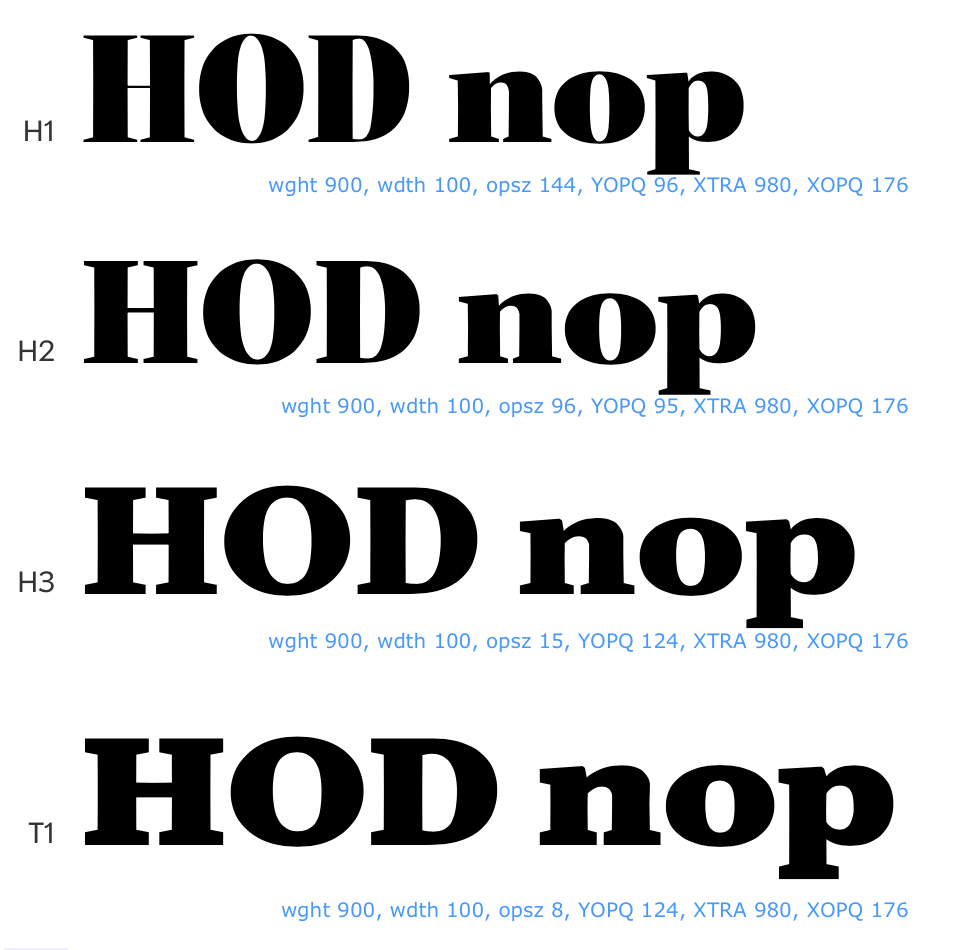 H1 HOD nop
wght 900, wdth 100, opsz 144, YOPQ 96, XTRA 980, XOPQ 176
H2 HOD nop
wght 900, wdth 100, opsz 96, YOPQ 95, XTRA 980, XOPQ 176
H3 HOD nop
wght 900, wdth 100, opsz 15, YOPQ 124, XTRA 980, XOPQ 176
T1 HOD nop
wght 900, wdth 100, opsz 8, YOPQ 124, XTRA 980, XOPQ 176